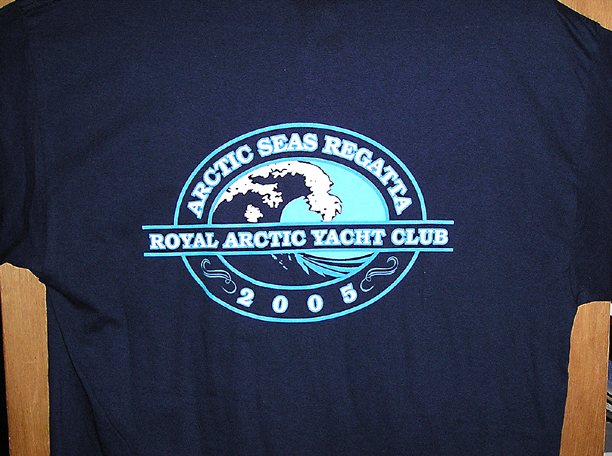 ARCTIC SEAS REGATTA
ROYAL ARCTIC YACHT CLUB
2005